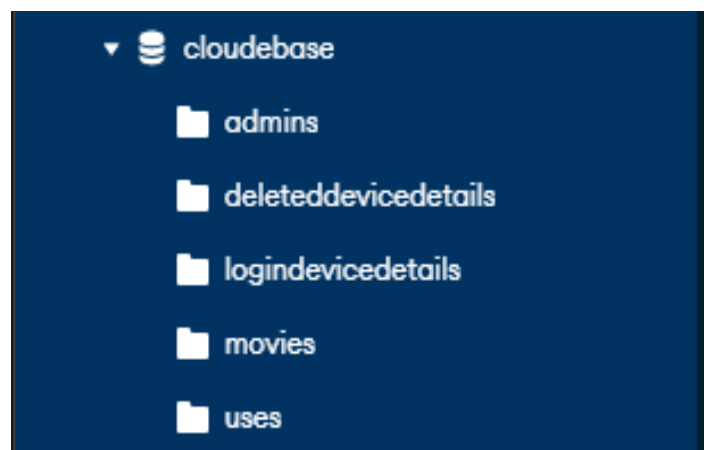 cloudebase
admins
deleteddevicedetails
logindevicedetails
movies
uses